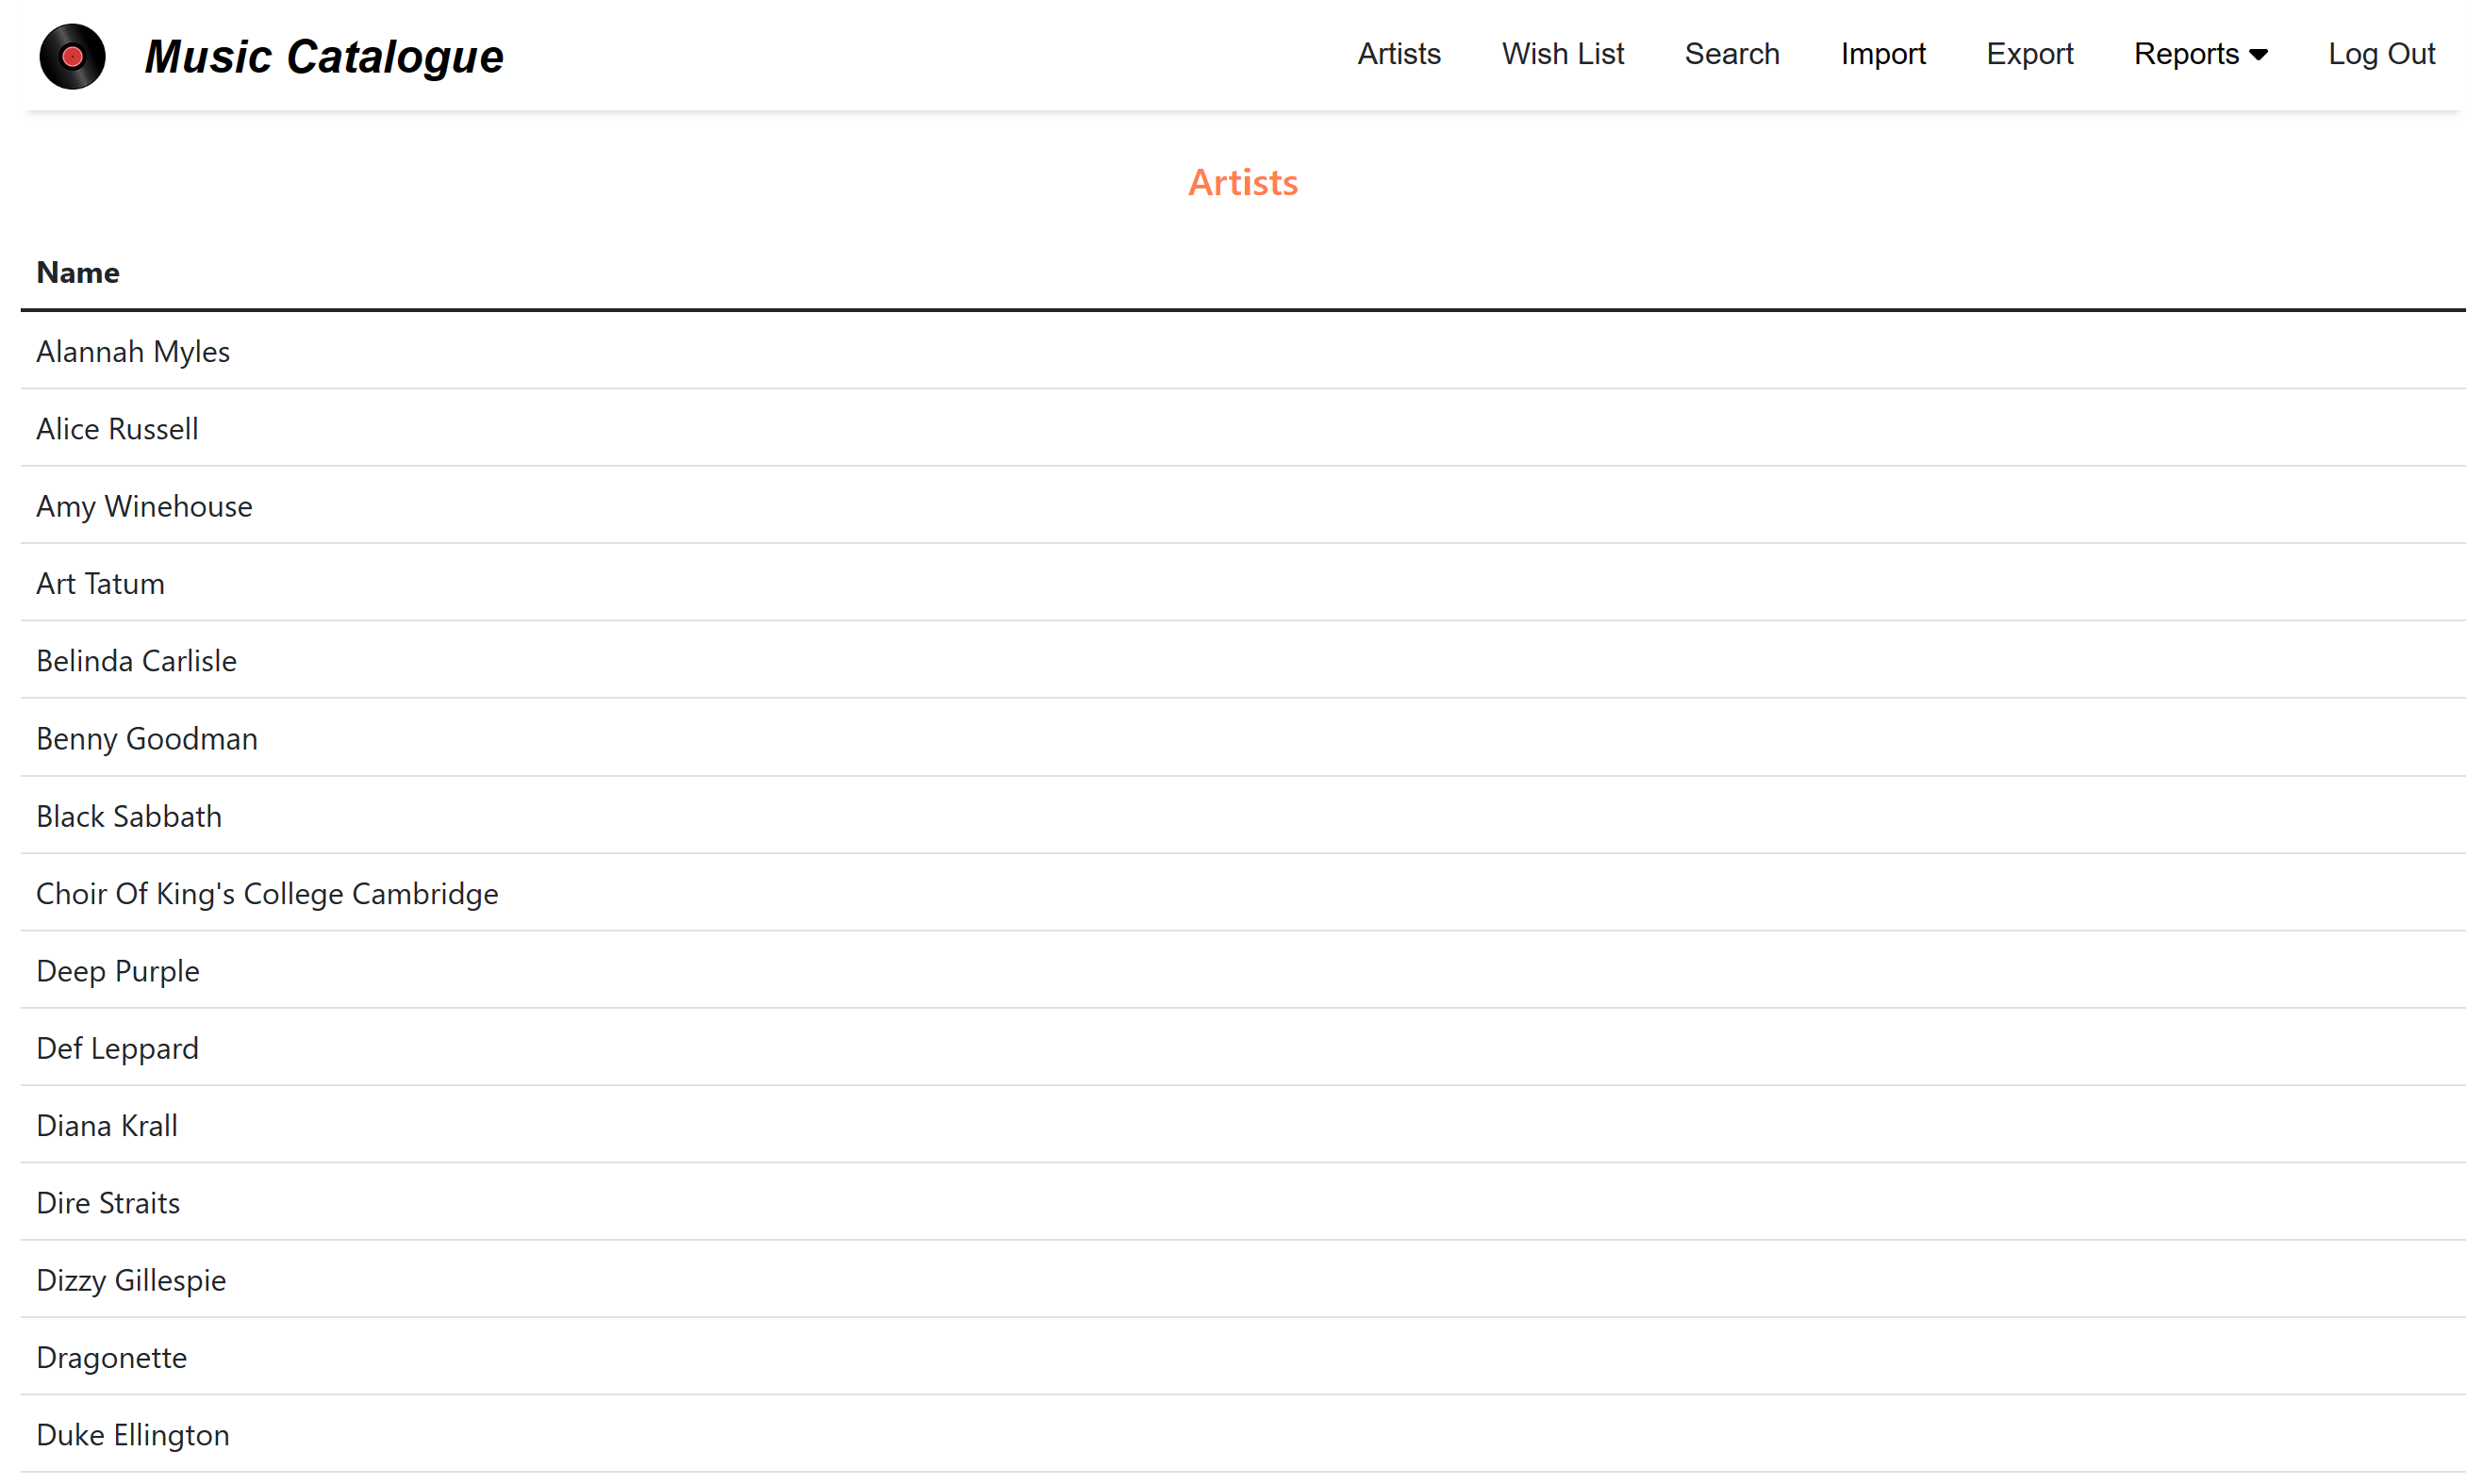 Music Catalogue
Artists Wish List Search Import Export Reports Log Out
Artists
Name
Alannah Myles
Alice Russell
Amy Winehouse
Art Tatum
Belinda Carlisle
Benny Goodman
Black Sabbath
Choir Of King's College Cambridge
Deep Purple
Def Leppard
Diana Krall
Dire Straits
Dizzy Gillespie
Dragonette
Duke Ellington